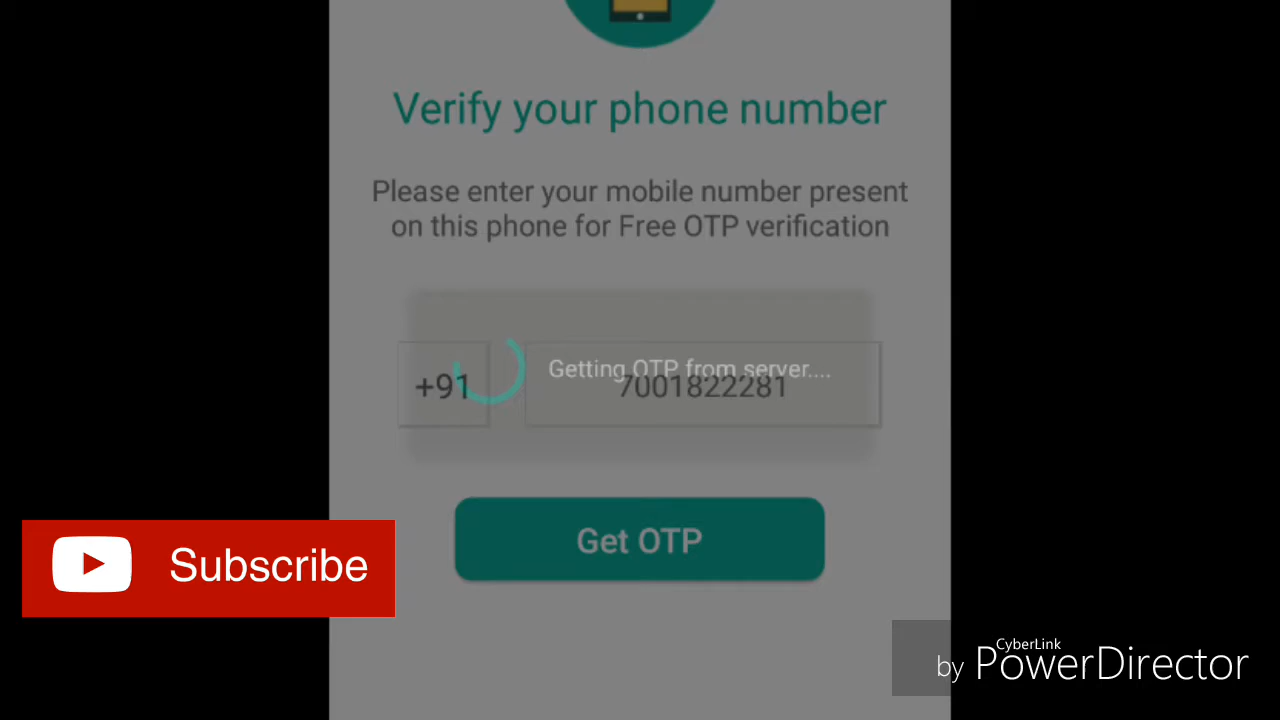 Verify your phone number
Please enter your mobile number present
on this phone for Free OTP verification
Getting OTP from server....
+91 7001822281
Get OTP
Subscribe
CyberLink
by PowerDirector